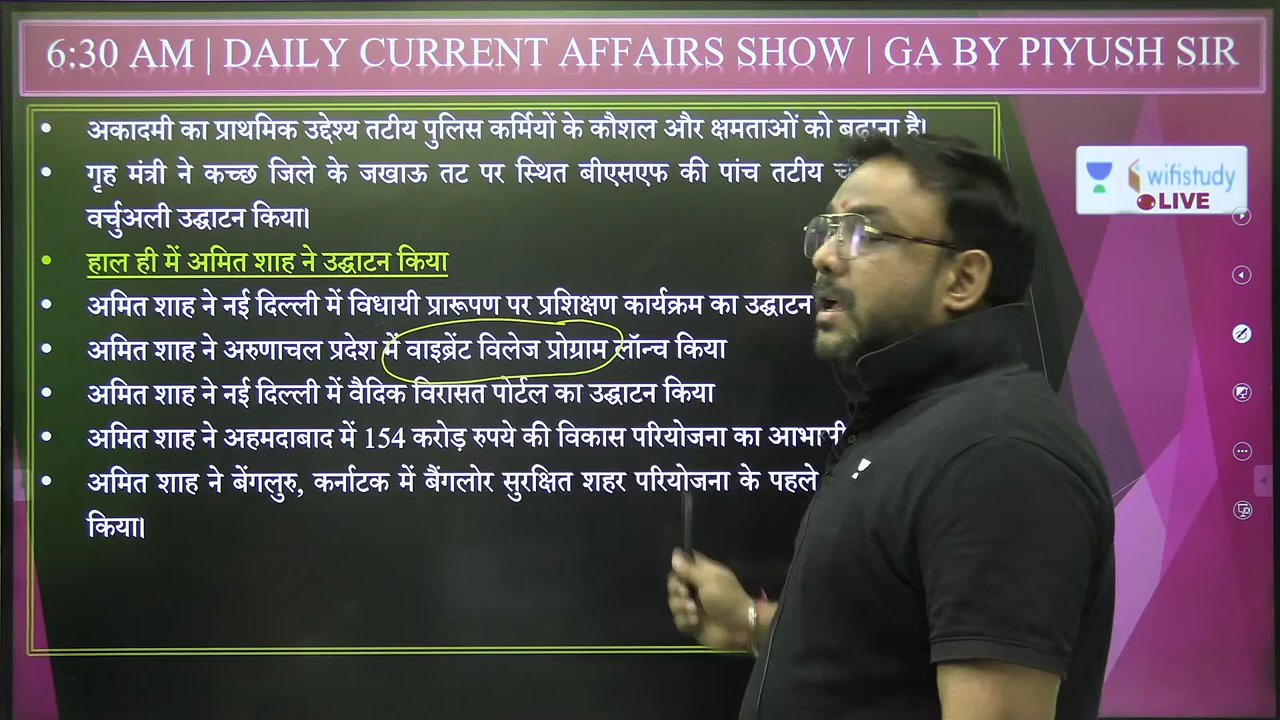 6:30 AM | DAILY CURRENT AFFAIRS SHOW | GA BY PIYUSH SIR
• अकादमी का प्राथमिक उद्देश्य तटीय पुलिस कर्मियों के कौशल और क्षमताओं को बढ़ाना है।
• गृह मंत्री ने कच्छ जिले के जखाऊ तट पर स्थित बीएसएफ की पांच तटीय
वर्चुअली उद्घाटन किया।
wifistudy
LIVE
• हाल ही में अमित शाह ने उद्घाटन किया
• अमित शाह ने नई दिल्ली में विधायी प्रारूपण पर प्रशिक्षण कार्यक्रम का उद्घाटन
• अमित शाह ने अरुणाचल प्रदेश में वाइब्रेंट विलेज प्रोग्राम लॉन्च किया
• अमित शाह ने नई दिल्ली में वैदिक विरासत पोर्टल का उद्घाटन किया
• अमित शाह ने अहमदाबाद में 154 करोड़ रुपये की विकास परियोजना का
• अमित शाह ने बेंगलुरु, कर्नाटक में बैंगलोर सुरक्षित शहर परियोजना के पहले
किया।